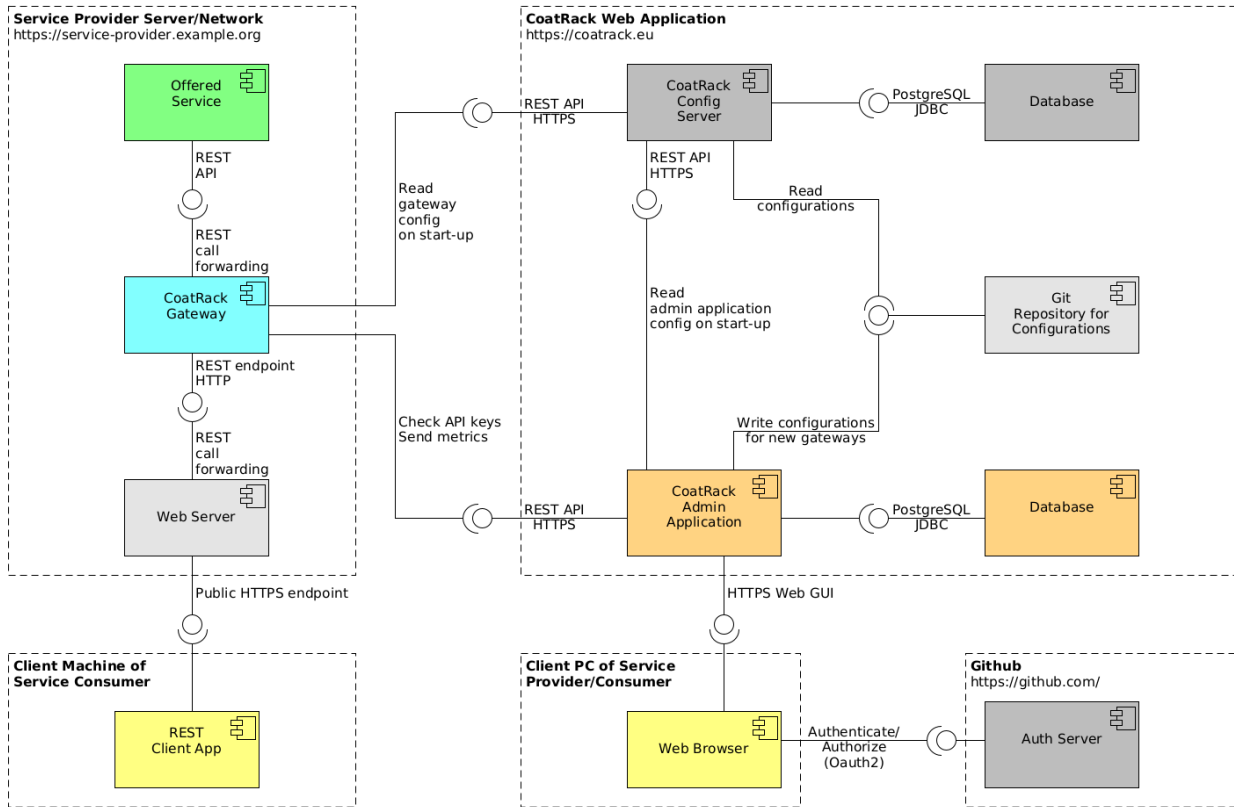 Service Provider Server/Network
https://service-provider.example.org
Offered
Service
REST
API
REST
call
forwarding
CoatRack
Gateway
REST endpoint
HTTP
REST
call
forwarding
Web Server
Public HTTPS endpoint
Client Machine of
Service Consumer
REST
Client App
Read
gateway
config
on start-up
Check API keys
Send metrics
CoatRack Web Application
https://coatrack.eu
REST API
HTTPS
CoatRack
Config
Server
PostgreSQL
JDBC
Database
REST API
HTTPS
Read
configurations
Read
admin application
config on start-up
Git
Repository for
Configurations
Write configurations
for new gateways
REST API
HTTPS
CoatRack
Admin
Application
PostgreSQL
JDBC
Database
HTTPS Web GUI
Client PC of Service
Provider/Consumer
Web Browser
Authenticate/
Authorize
(Oauth2)
Github
https://github.com/
Auth Server